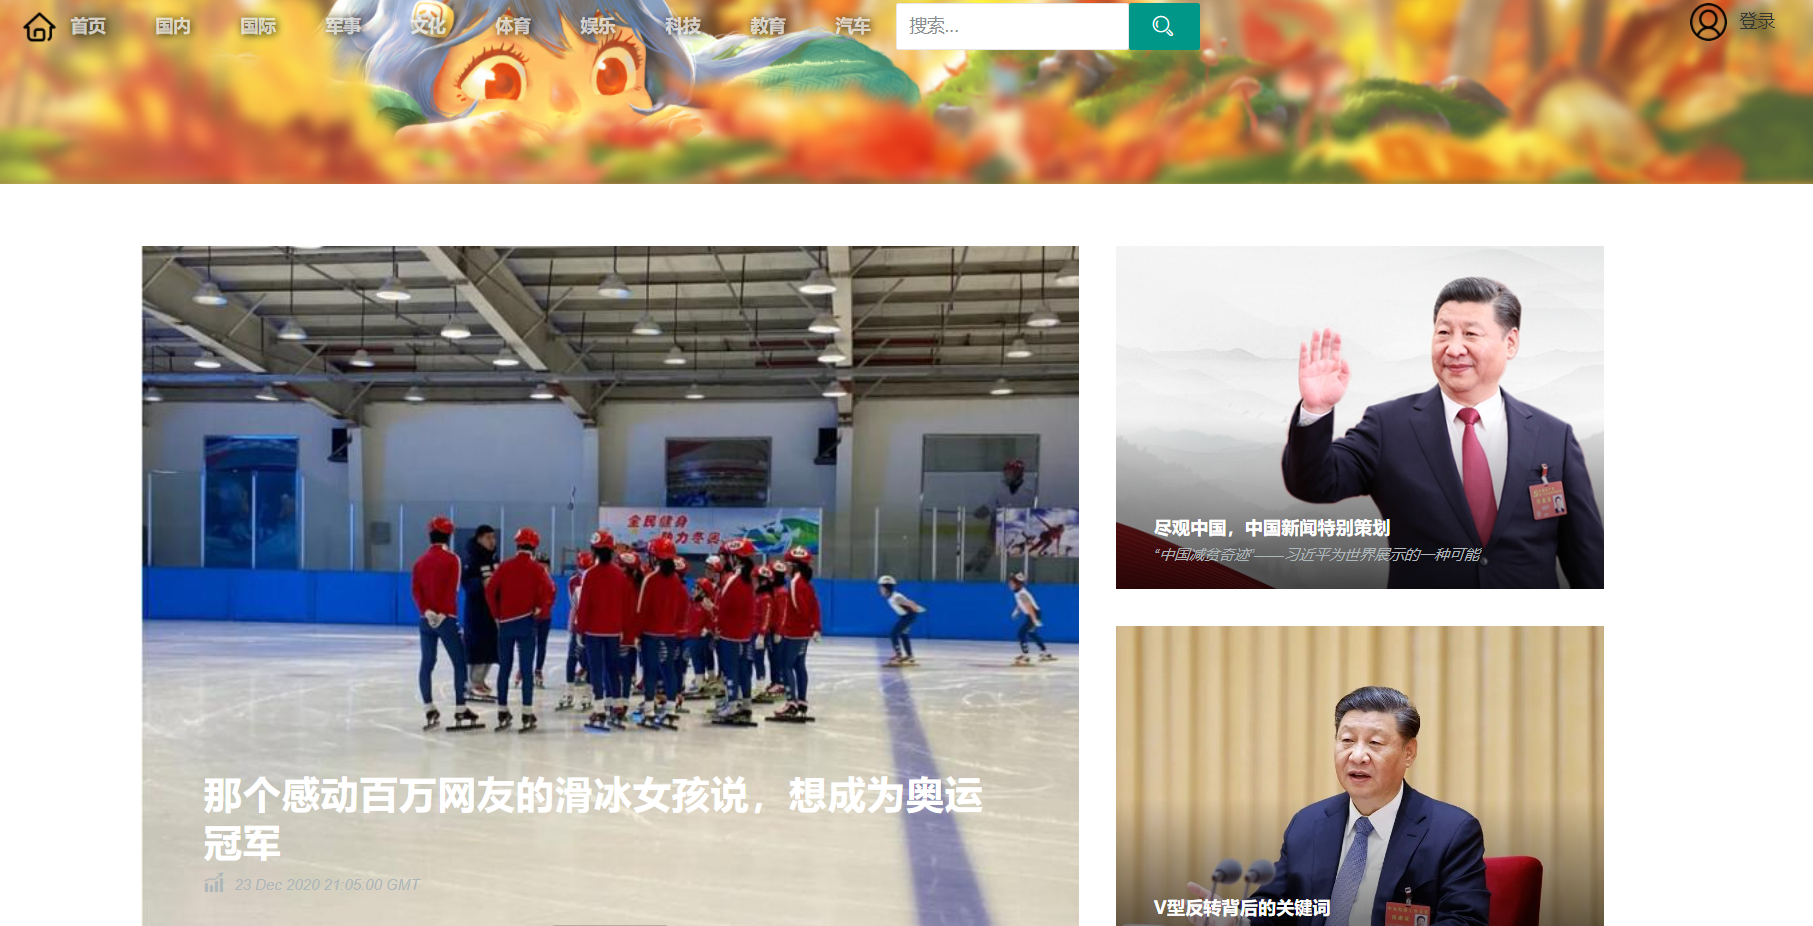 首页 国内 国际 军事 文化 体育 娱乐 科技 教育 汽车 搜索... 登录
全民健身
助力冬奥
那个感动百万网友的滑冰女孩说，想成为奥运
冠军
23 Dec 2020 21:05:00 GMT
尽观中国，中国新闻特别策划
“中国减贫奇迹”——习近平为世界展示的一种可能
V型反转背后的关键词